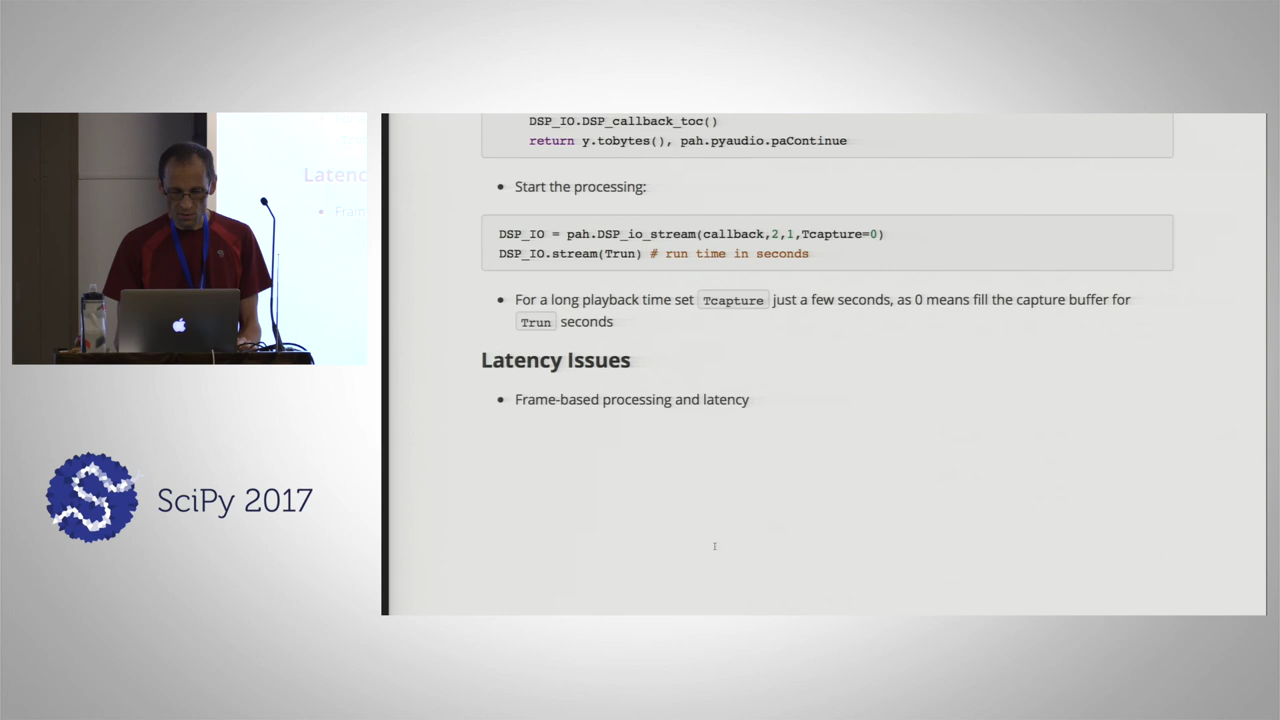 DSP_IO.DSP_callback_toc()
return y.tobytes(), pah.pyaudio.paContinue
• Start the processing:
DSP_IO = pah.DSP_io_stream(callback,2,1,Tcapture=0)
DSP_IO.stream(Trun) # run time in seconds
• For a long playback time set Tcapture just a few seconds, as 0 means fill the capture buffer for
Trun seconds
Latency Issues
• Frame-based processing and latency
Latenc
• Fram
SciPy 2017